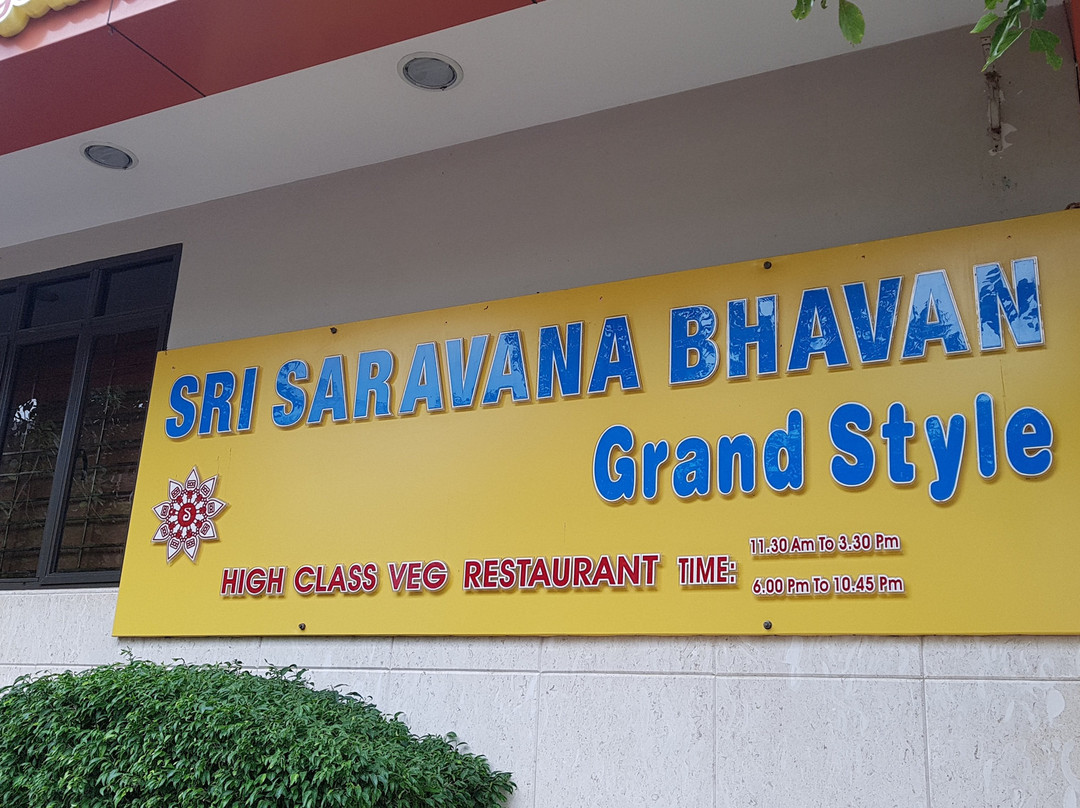 SRI SARAVANA BHAVAN
Grand Style
S
HIGH CLASS VEG RESTAURANT TIME:
11.30 Am To 3.30 Pm
6.00 Pm To 10.45 Pm